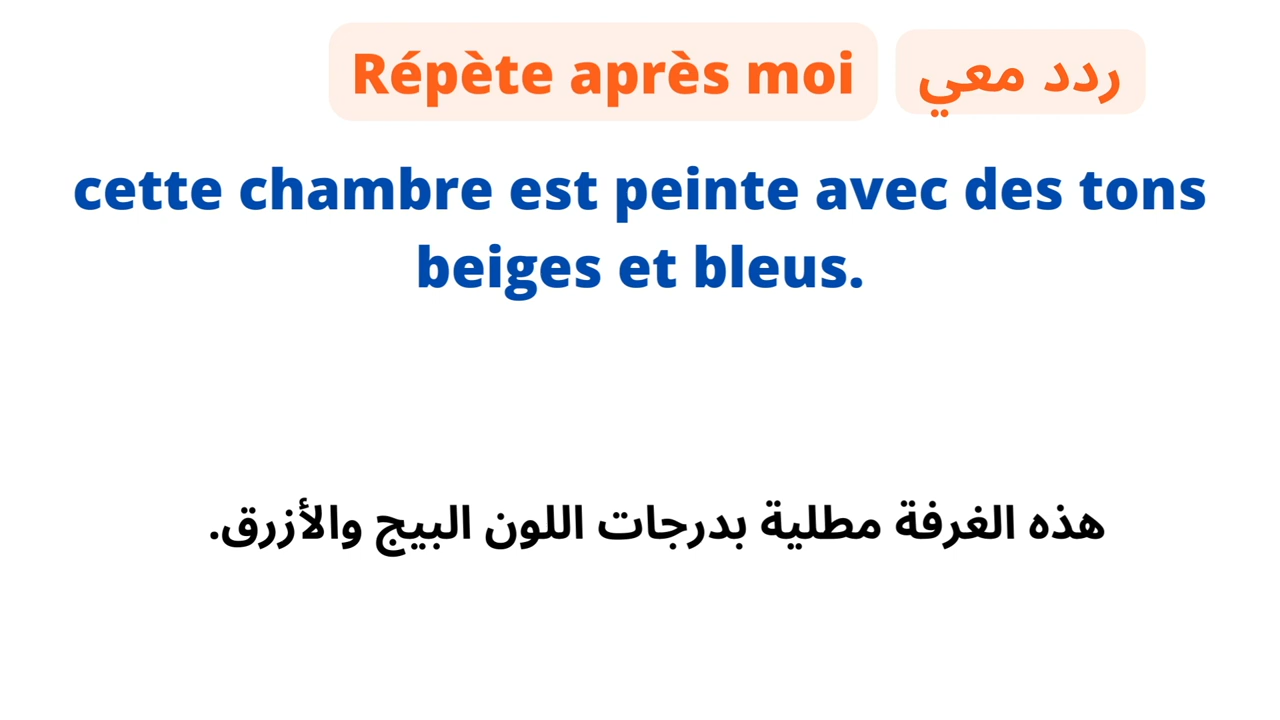 Répète après moi
ردد معي
cette chambre est peinte avec des tons
beiges et bleus.
هذه الغرفة مطلية بدرجات اللون البيج والأزرق.